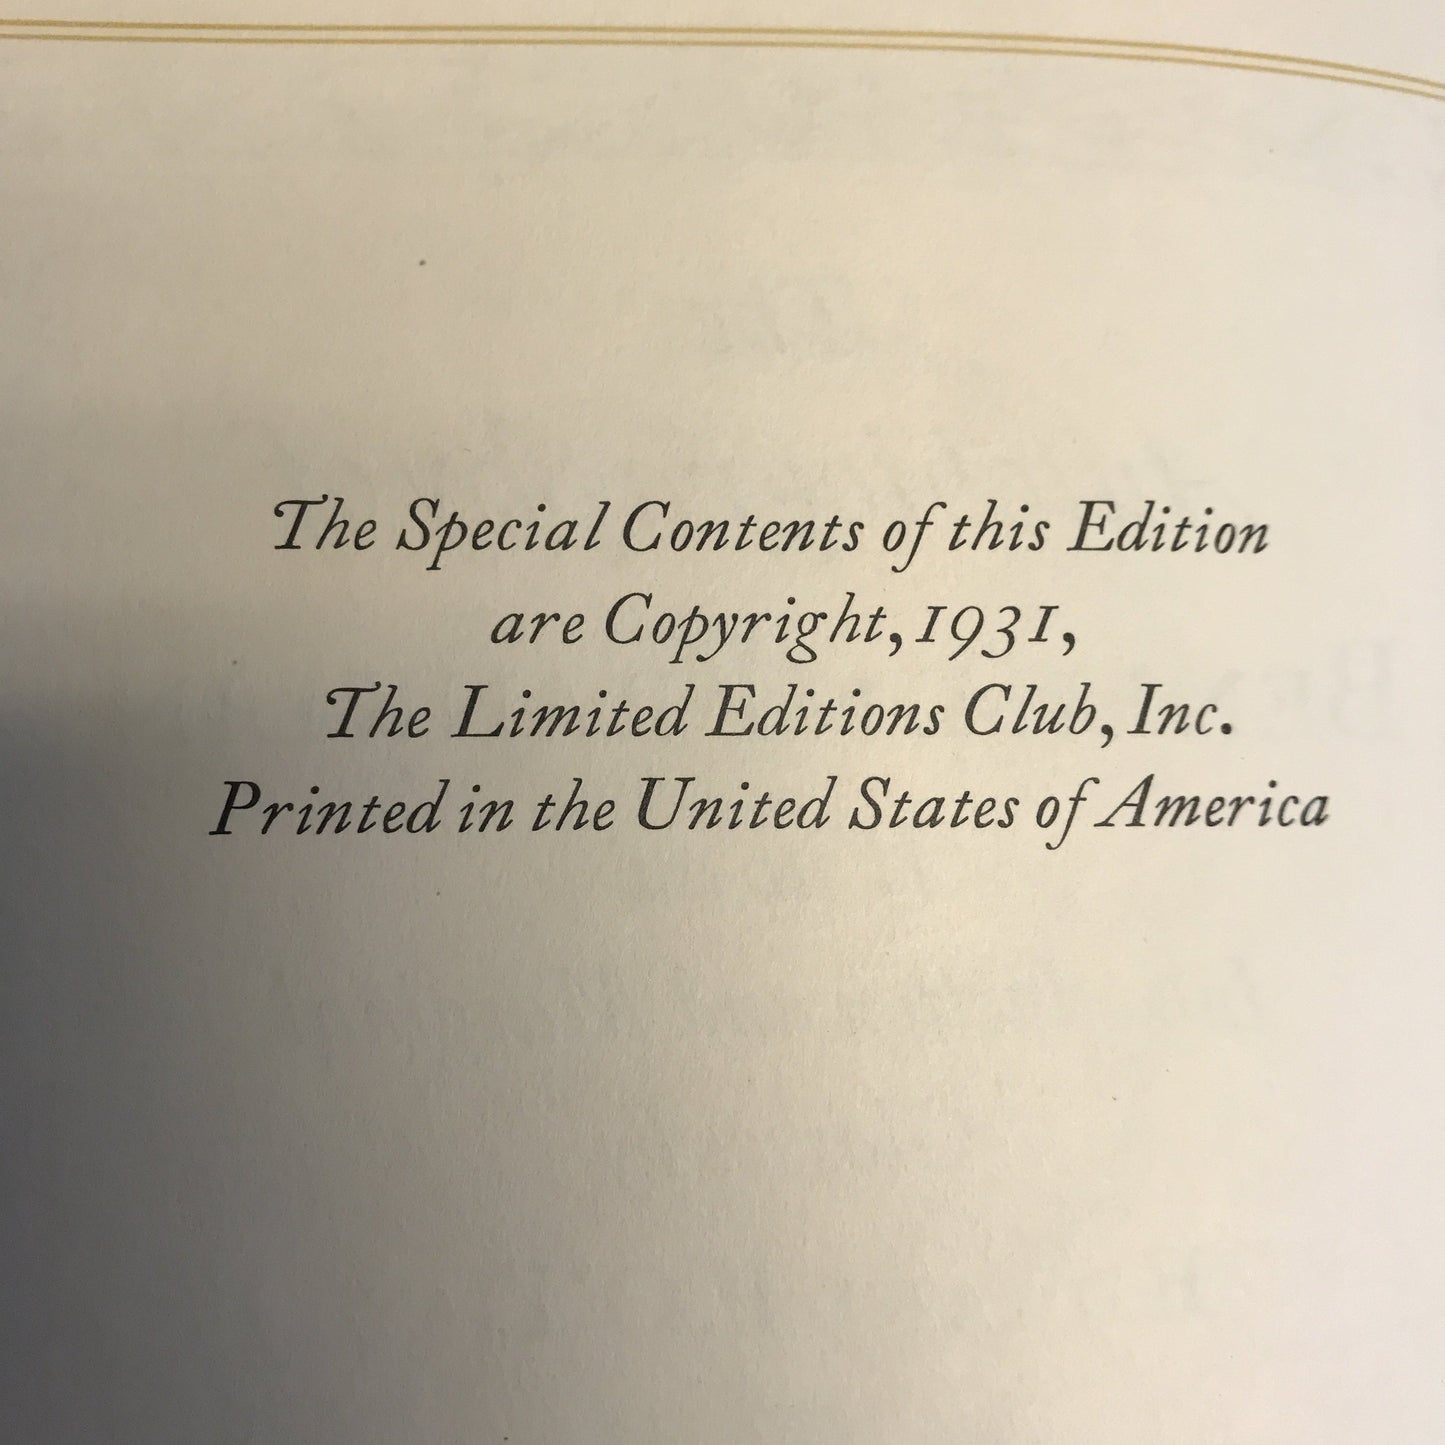 The Special Contents of this Edition
are Copyright, 1931,
The Limited Editions Club, Inc.
Printed in the United States of America